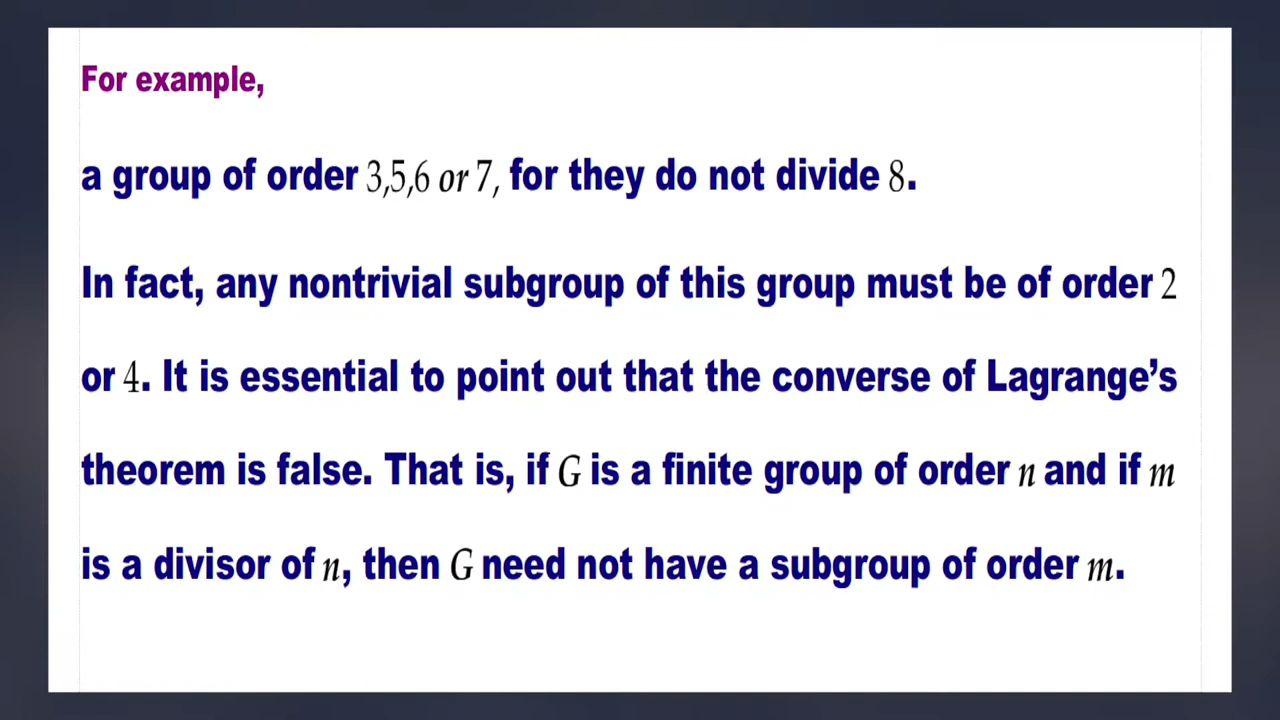 For example,
a group of order 3,5,6 or 7, for they do not divide 8.
In fact, any nontrivial subgroup of this group must be of order 2
or 4. It is essential to point out that the converse of Lagrange’s
theorem is false. That is, if G is a finite group of order n and if m
is a divisor of n, then G need not have a subgroup of order m.